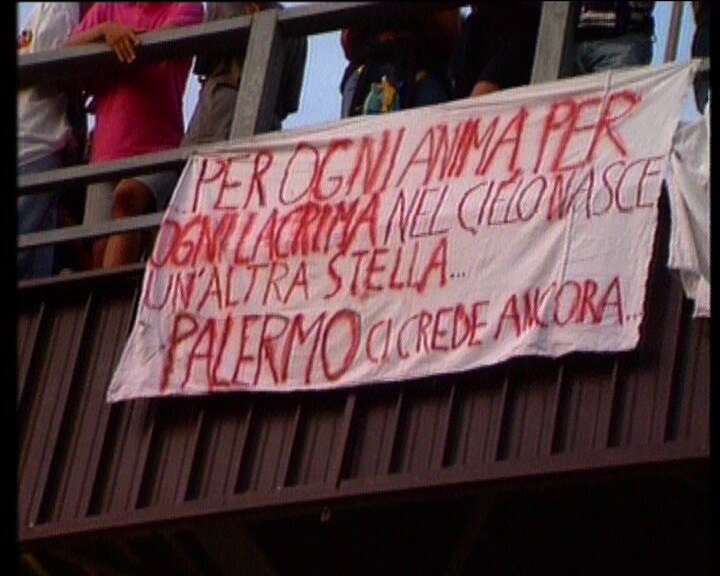 ..PER OGNI ANIMA PER
OGNI LACRIMA NEL CIELO NASCE
UN'ALTRA STELLA...
PALERMO CI CREDE ANCORA...